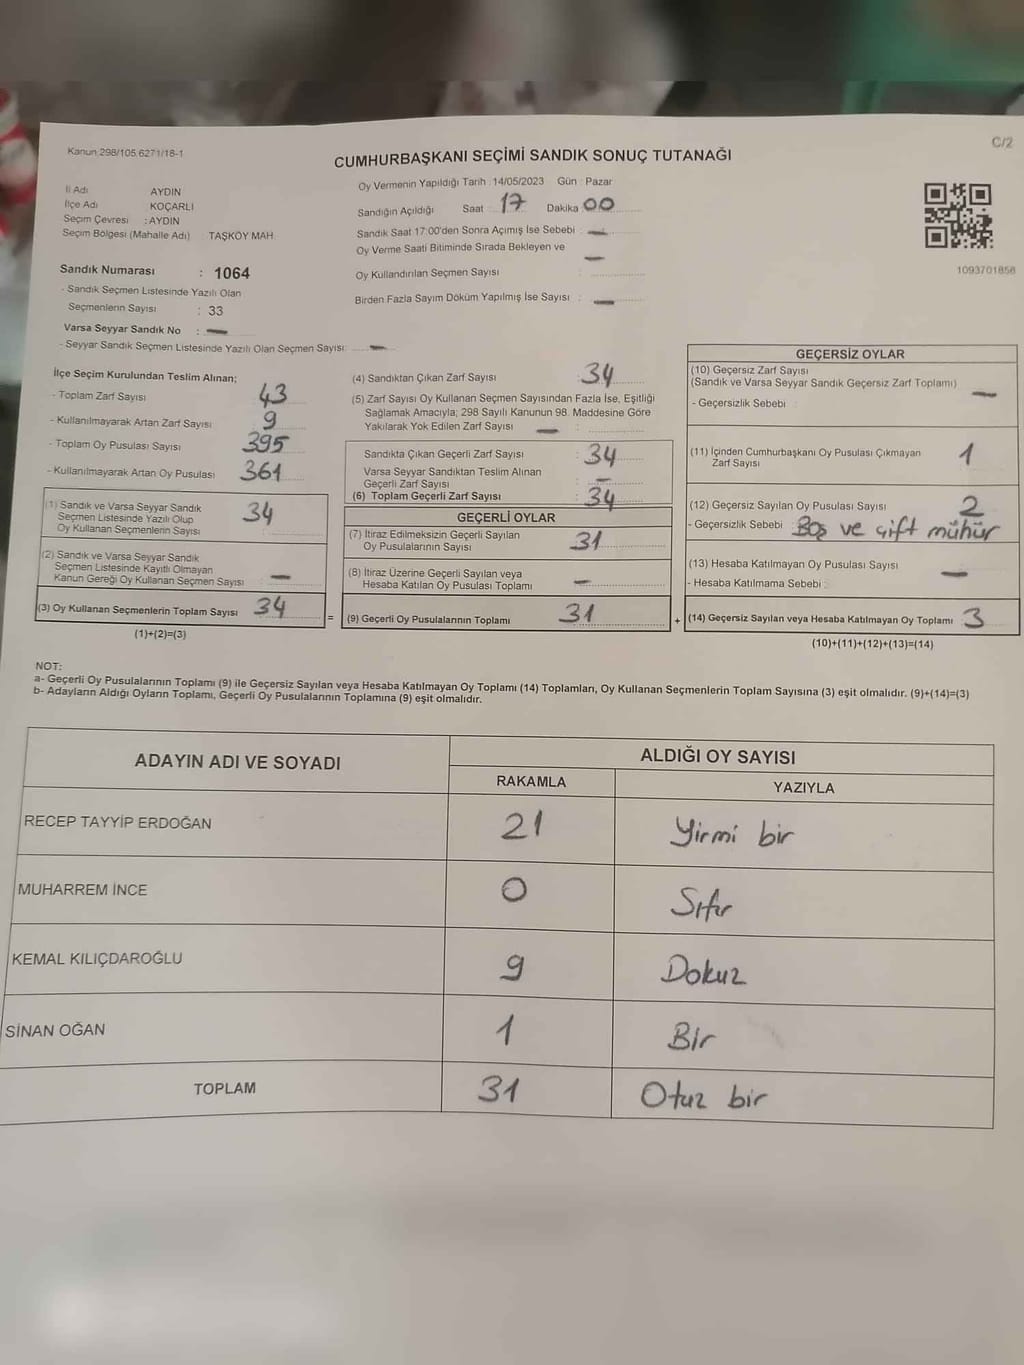 Kanun 298/105,6271/18-1
C/2
CUMHURBAŞKANI SEÇİMİ SANDIK SONUÇ TUTANAĞI
İl Adı AYDIN
İlçe Adı KOÇARLI
Seçim Çevresi : AYDIN
Seçim Bölgesi (Mahalle Adı) : TAŞKÖY MAH.
Oy Vermenin Yapıldığı Tarih : 14/05/2023 Gün : Pazar
Sandığın Açıldığı Saat : 17 Dakika 00
Sandık Saat 17:00'den Sonra Açımış İse Sebebi : —
Oy Verme Saati Bitiminde Sırada Bekleyen ve —
Oy Kullandırılan Seçmen Sayısı :
Birden Fazla Sayım Döküm Yapılmış İse Sayısı : —
1093701856
Sandık Numarası : 1064
- Sandık Seçmen Listesinde Yazılı Olan
Seçmenlerin Sayısı : 33
Varsa Seyyar Sandık No : —
- Seyyar Sandık Seçmen Listesinde Yazılı Olan Seçmen Sayısı: —
İlçe Seçim Kurulundan Teslim Alınan;
- Toplam Zarf Sayısı : 43
- Kullanılmayarak Artan Zarf Sayısı : 9
- Toplam Oy Pusulası Sayısı : 395
- Kullanılmayarak Artan Oy Pusulası : 361
(1) Sandık ve Varsa Seyyar Sandık
Seçmen Listesinde Yazılı Olup
Oy Kullanan Seçmenlerin Sayısı : 34
(2) Sandık ve Varsa Seyyar Sandık
Seçmen Listesinde Kayıtlı Olmayan
Kanun Gereği Oy Kullanan Seçmen Sayısı : —
(3) Oy Kullanan Seçmenlerin Toplam Sayısı : 34
(1)+(2)=(3)
=
(4) Sandıktan Çıkan Zarf Sayısı : 34
(5) Zarf Sayısı Oy Kullanan Seçmen Sayısından Fazla İse, Eşitliği
Sağlamak Amacıyla; 298 Sayılı Kanunun 98. Maddesine Göre
Yakılarak Yok Edilen Zarf Sayısı — :
Sandıkta Çıkan Geçerli Zarf Sayısı : 34
Varsa Seyyar Sandıktan Teslim Alınan
Geçerli Zarf Sayısı : —
(6) Toplam Geçerli Zarf Sayısı : 34
GEÇERLİ OYLAR
(7) İtiraz Edilmeksizin Geçerli Sayılan
Oy Pusulalarının Sayısı : 31
(8) İtiraz Üzerine Geçerli Sayılan veya
Hesaba Katılan Oy Pusulası Toplamı : —
(9) Geçerli Oy Pusulalarının Toplamı : 31
+
GEÇERSİZ OYLAR
(10) Geçersiz Zarf Sayısı
(Sandık ve Varsa Seyyar Sandık Geçersiz Zarf Toplamı) —
- Geçersizlik Sebebi :
(11) İçinden Cumhurbaşkanı Oy Pusulası Çıkmayan
Zarf Sayısı 1
(12) Geçersiz Sayılan Oy Pusulası Sayısı 2
- Geçersizlik Sebebi : Boş ve çift mühür
(13) Hesaba Katılmayan Oy Pusulası Sayısı —
- Hesaba Katılmama Sebebi :
(14) Geçersiz Sayılan veya Hesaba Katılmayan Oy Toplamı 3
(10)+(11)+(12)+(13)=(14)
NOT:
a- Geçerli Oy Pusulalarının Toplamı (9) ile Geçersiz Sayılan veya Hesaba Katılmayan Oy Toplamı (14) Toplamları, Oy Kullanan Seçmenlerin Toplam Sayısına (3) eşit olmalıdır. (9)+(14)=(3)
b- Adayların Aldığı Oyların Toplamı, Geçerli Oy Pusulalarının Toplamına (9) eşit olmalıdır.
ADAYIN ADI VE SOYADI
ALDIĞI OY SAYISI
RAKAMLA YAZIYLA
RECEP TAYYİP ERDOĞAN 21 Yirmi bir
MUHARREM İNCE 0 Sıfır
KEMAL KILIÇDAROĞLU 9 Dokuz
SİNAN OĞAN 1 Bir
TOPLAM 31 Otuz bir